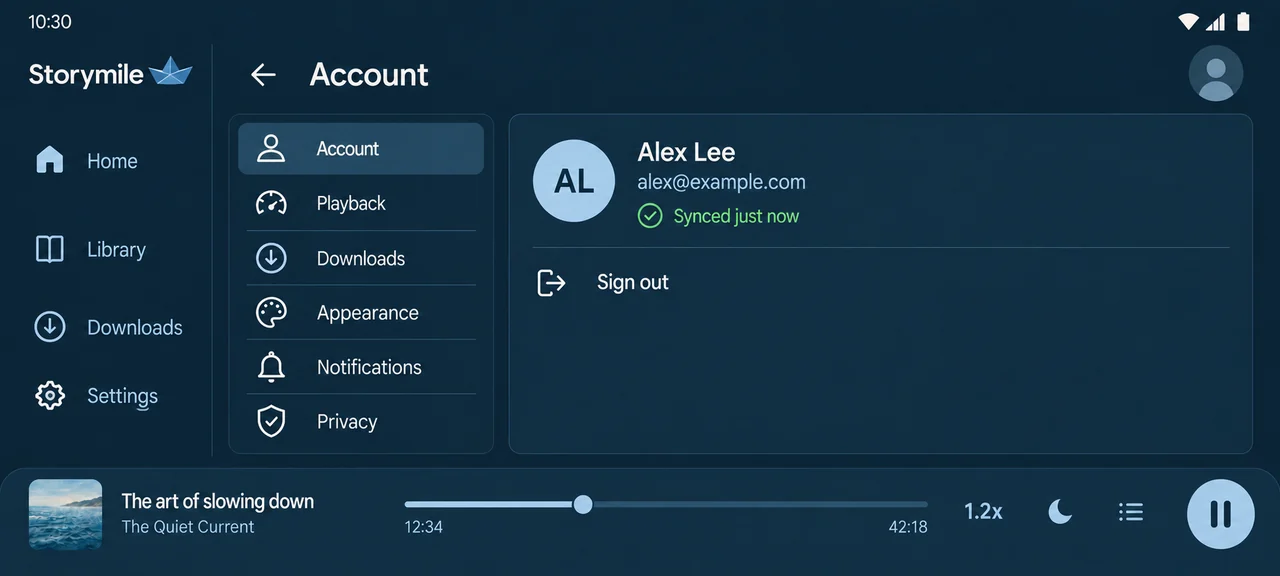 10:30
Storymile
Home
Library
Downloads
Settings
Account
Account
Playback
Downloads
Appearance
Notifications
Privacy
AL
Alex Lee
alex@example.com
Synced just now
Sign out
The art of slowing down
The Quiet Current
12:34
42:18
1.2x